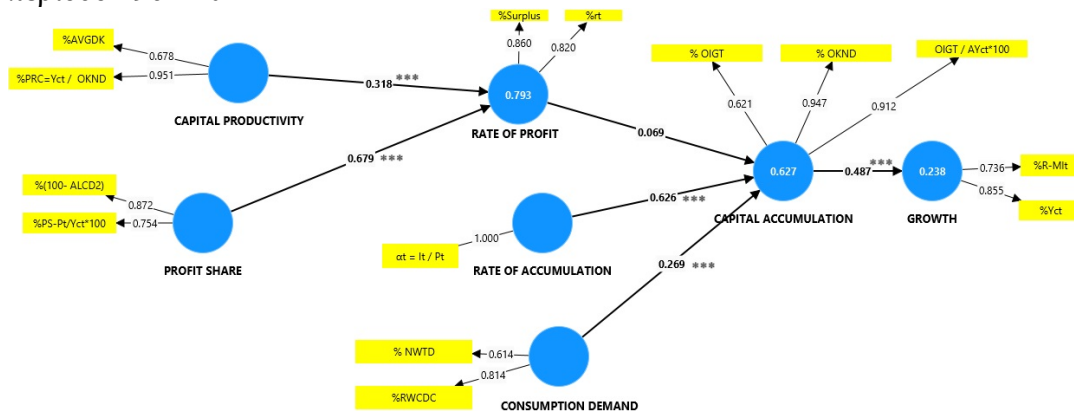 %Surplus
%rt
%AVGDK
0.860
0.820
% OIGT
% OKND
OIGT / AYct*100
0.678
%PRC=Yct / OKND
0.951
0.318 ***
0.793
0.621
0.947
0.912
CAPITAL PRODUCTIVITY
RATE OF PROFIT
0.069
0.679 ***
0.627
0.487 ***
0.238
0.736
%R-MIt
%(100- ALCD2)
0.872
0.626 ***
CAPITAL ACCUMULATION
GROWTH
0.855
%Yct
%PS-Pt/Yct*100
0.754
1.000
αt = It / Pt
PROFIT SHARE
RATE OF ACCUMULATION
0.269 ***
% NWTD
0.614
0.814
%RWCDC
CONSUMPTION DEMAND